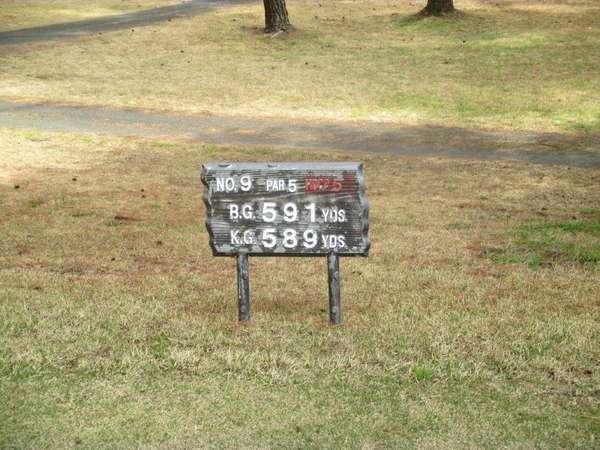 NO.9 PAR 5
B.G. 591 YDS.
K.G. 589 YDS.